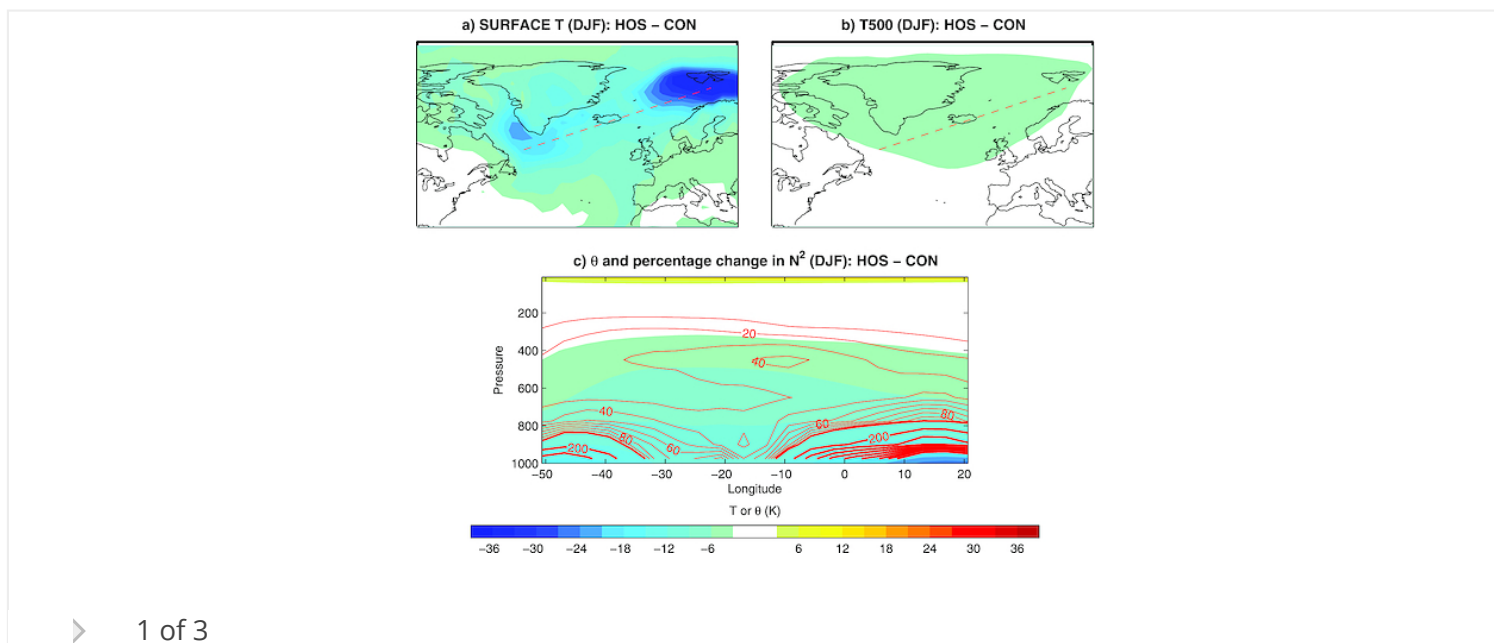 a) SURFACE T (DJF): HOS – CON
b) T500 (DJF): HOS – CON
c) θ and percentage change in N² (DJF): HOS – CON
Pressure
200
400
600
800
1000
20
40
40
80
60
200
60
80
200
−50
−40
−30
−20
−10
0
10
20
Longitude
T or θ (K)
−36 −30 −24 −18 −12 −6 6 12 18 24 30 36
1 of 3